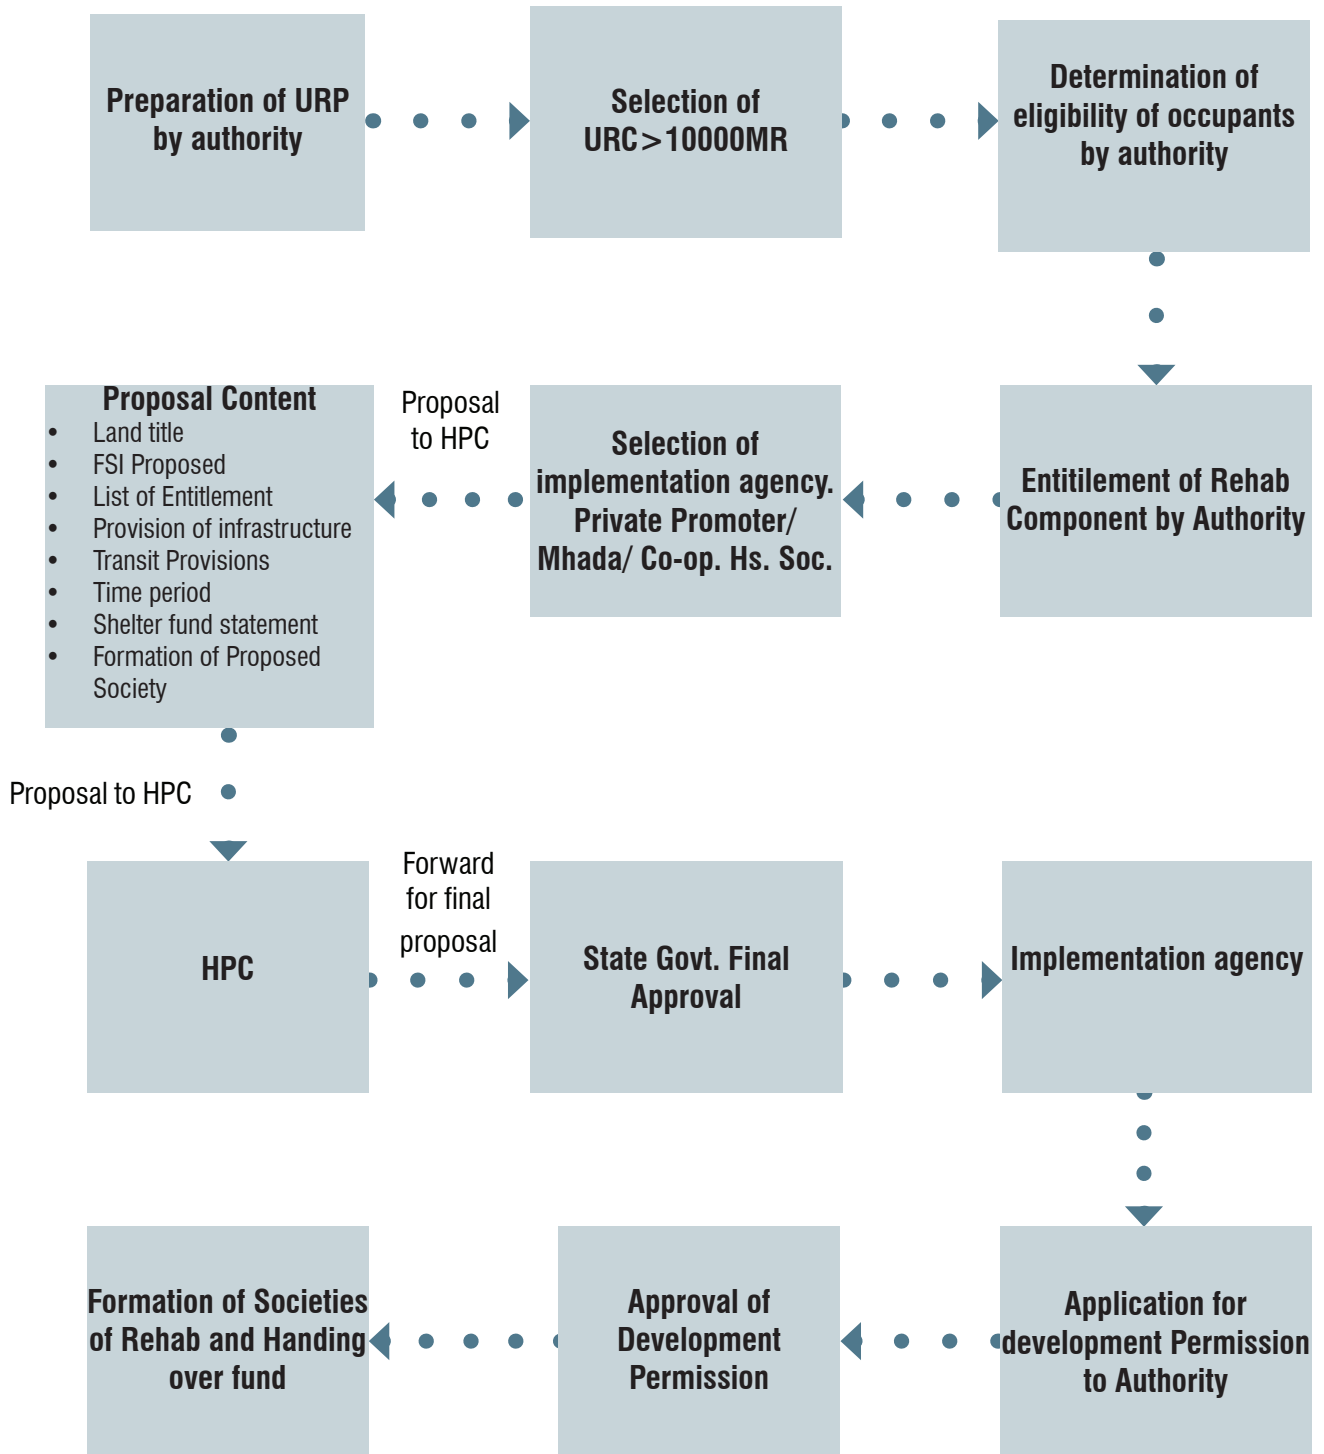 Preparation of URP
by authority
Selection of
URC>10000MR
Determination of
eligibility of occupants
by authority
Proposal Content
• Land title
• FSI Proposed
• List of Entitlement
• Provision of infrastructure
• Transit Provisions
• Time period
• Shelter fund statement
• Formation of Proposed
Society
Proposal
to HPC
Selection of
implementation agency.
Private Promoter/
Mhada/ Co-op. Hs. Soc.
Entitilement of Rehab
Component by Authority
Proposal to HPC
HPC
Forward
for final
proposal
State Govt. Final
Approval
Implementation agency
Formation of Societies
of Rehab and Handing
over fund
Approval of
Development
Permission
Application for
development Permission
to Authority